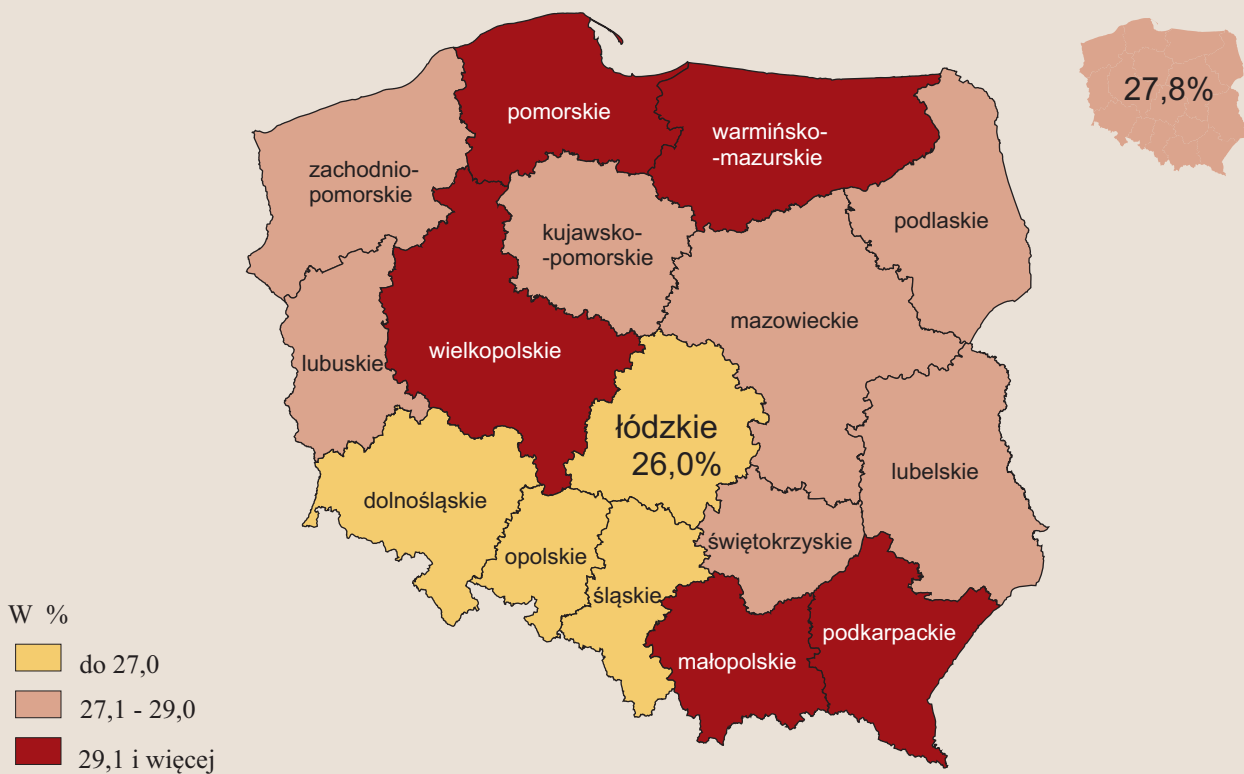 27,8%
pomorskie
warmińsko-
-mazurskie
zachodnio-
pomorskie
podlaskie
kujawsko-
-pomorskie
mazowieckie
wielkopolskie
lubuskie
łódzkie
26,0%
lubelskie
dolnośląskie
świętokrzyskie
opolskie
śląskie
podkarpackie
małopolskie
W %
do 27,0
27,1 - 29,0
29,1 i więcej